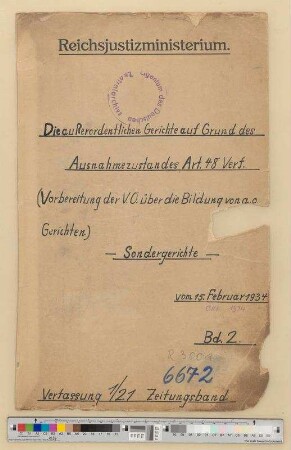 Reichsjustizministerium.
Die außerordentlichen Gerichte auf Grund des
Ausnahmezustandes Art. 48 Verf.
(Vorbereitung der V.O. über die Bildung von a.o
Gerichten)
- Sondergerichte -
vom 15. Februar 1934
Bd. 2.
6672
Verfassung 1/21 Zeitungsband